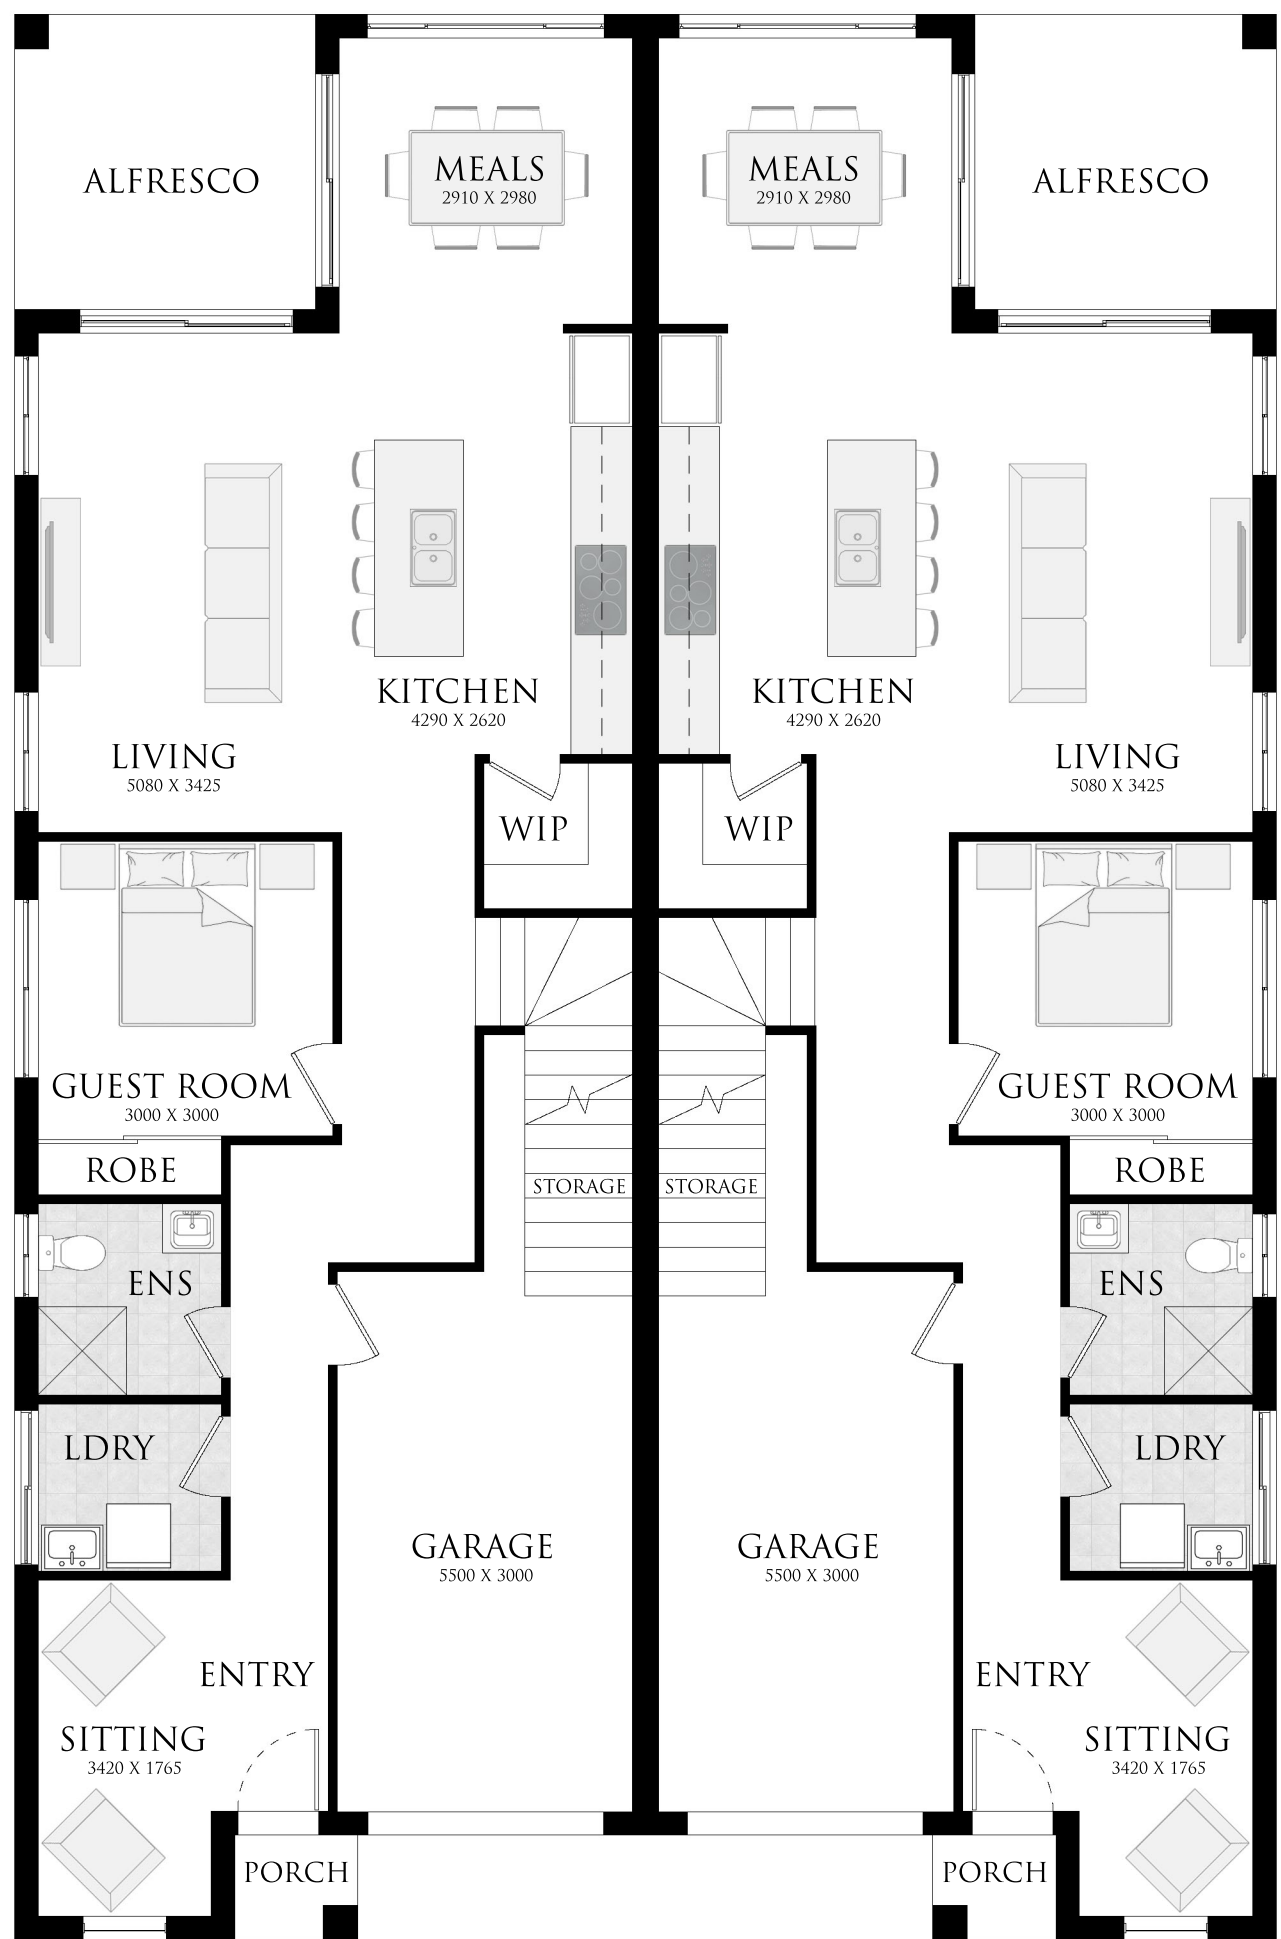 ALFRESCO
MEALS
2910 X 2980
MEALS
2910 X 2980
ALFRESCO
KITCHEN
4290 X 2620
KITCHEN
4290 X 2620
LIVING
5080 X 3425
LIVING
5080 X 3425
WIP
WIP
GUEST ROOM
3000 X 3000
GUEST ROOM
3000 X 3000
ROBE
STORAGE
STORAGE
ROBE
ENS
ENS
LDRY
LDRY
GARAGE
5500 X 3000
GARAGE
5500 X 3000
ENTRY
ENTRY
SITTING
3420 X 1765
SITTING
3420 X 1765
PORCH
PORCH